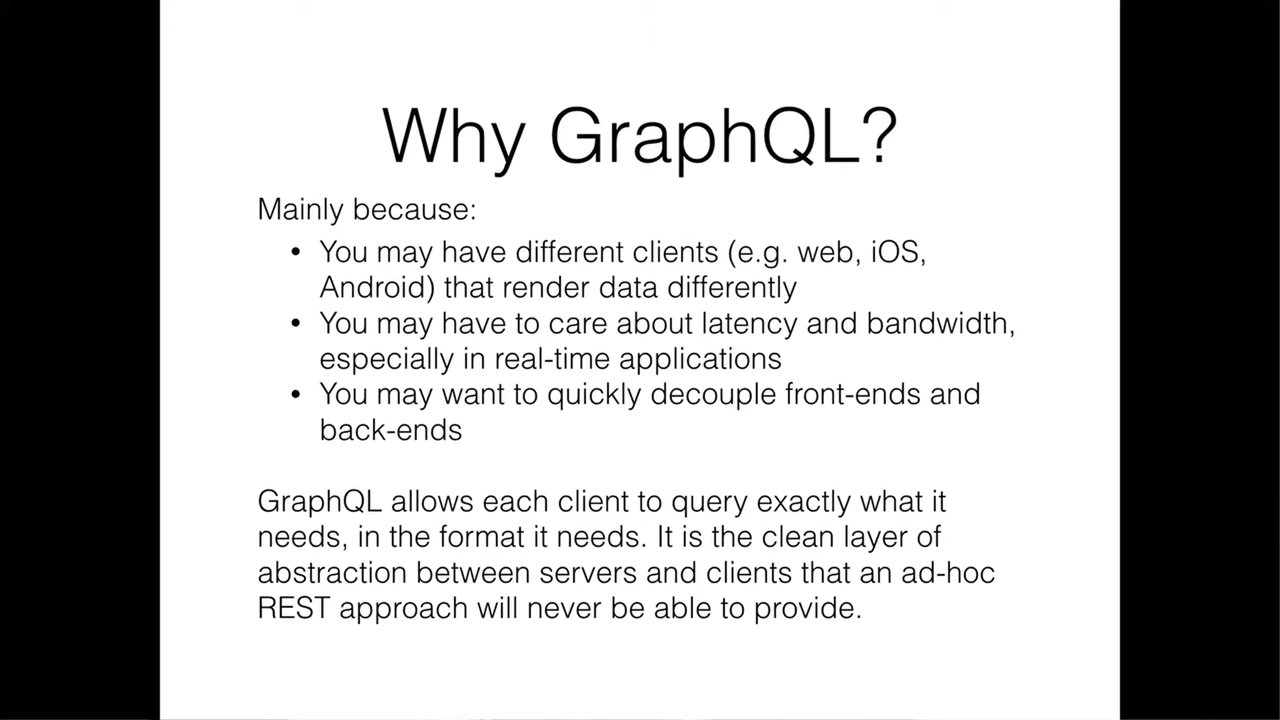 Why GraphQL?
Mainly because:
• You may have different clients (e.g. web, iOS,
Android) that render data differently
• You may have to care about latency and bandwidth,
especially in real-time applications
• You may want to quickly decouple front-ends and
back-ends
GraphQL allows each client to query exactly what it
needs, in the format it needs. It is the clean layer of
abstraction between servers and clients that an ad-hoc
REST approach will never be able to provide.